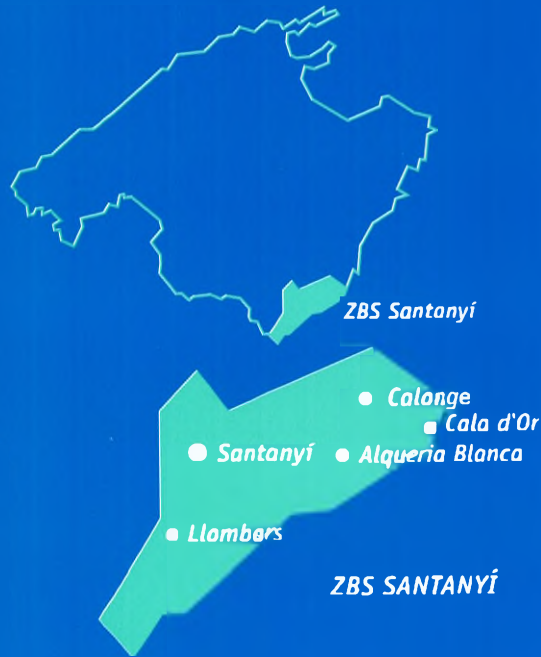 ZBS Santanyí
Calonge
Cala d'Or
Santanyí
Alqueria Blanca
Llombars
ZBS SANTANYÍ